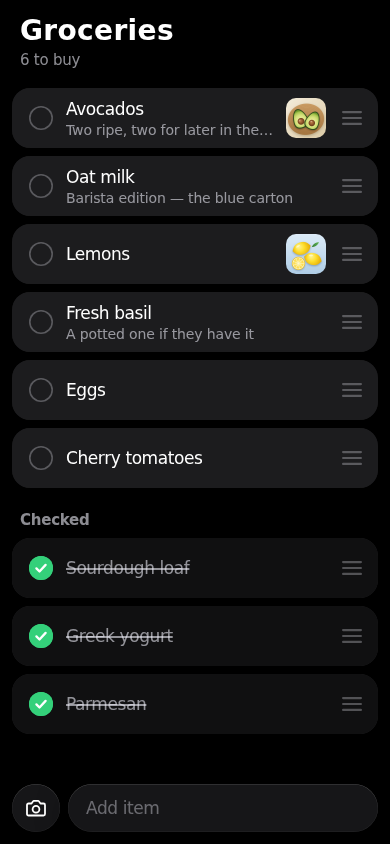 Groceries
6 to buy
Avocados
Two ripe, two for later in the…
Oat milk
Barista edition — the blue carton
Lemons
Fresh basil
A potted one if they have it
Eggs
Cherry tomatoes
Checked
Sourdough loaf
Greek yogurt
Parmesan
Add item